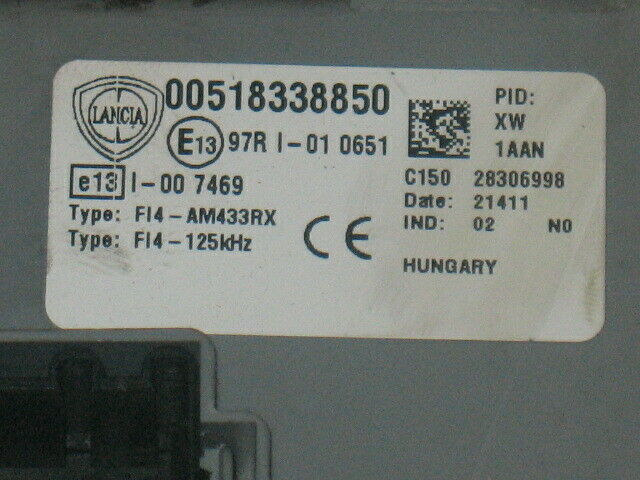 LANCIA
00518338850
E13 97R I-01 0651
e13 I-00 7469
Type: FI4-AM433RX
Type: FI4-125kHz
CE
PID:
XW
1AAN
C150 28306998
Date: 21411
IND: 02 NO
HUNGARY